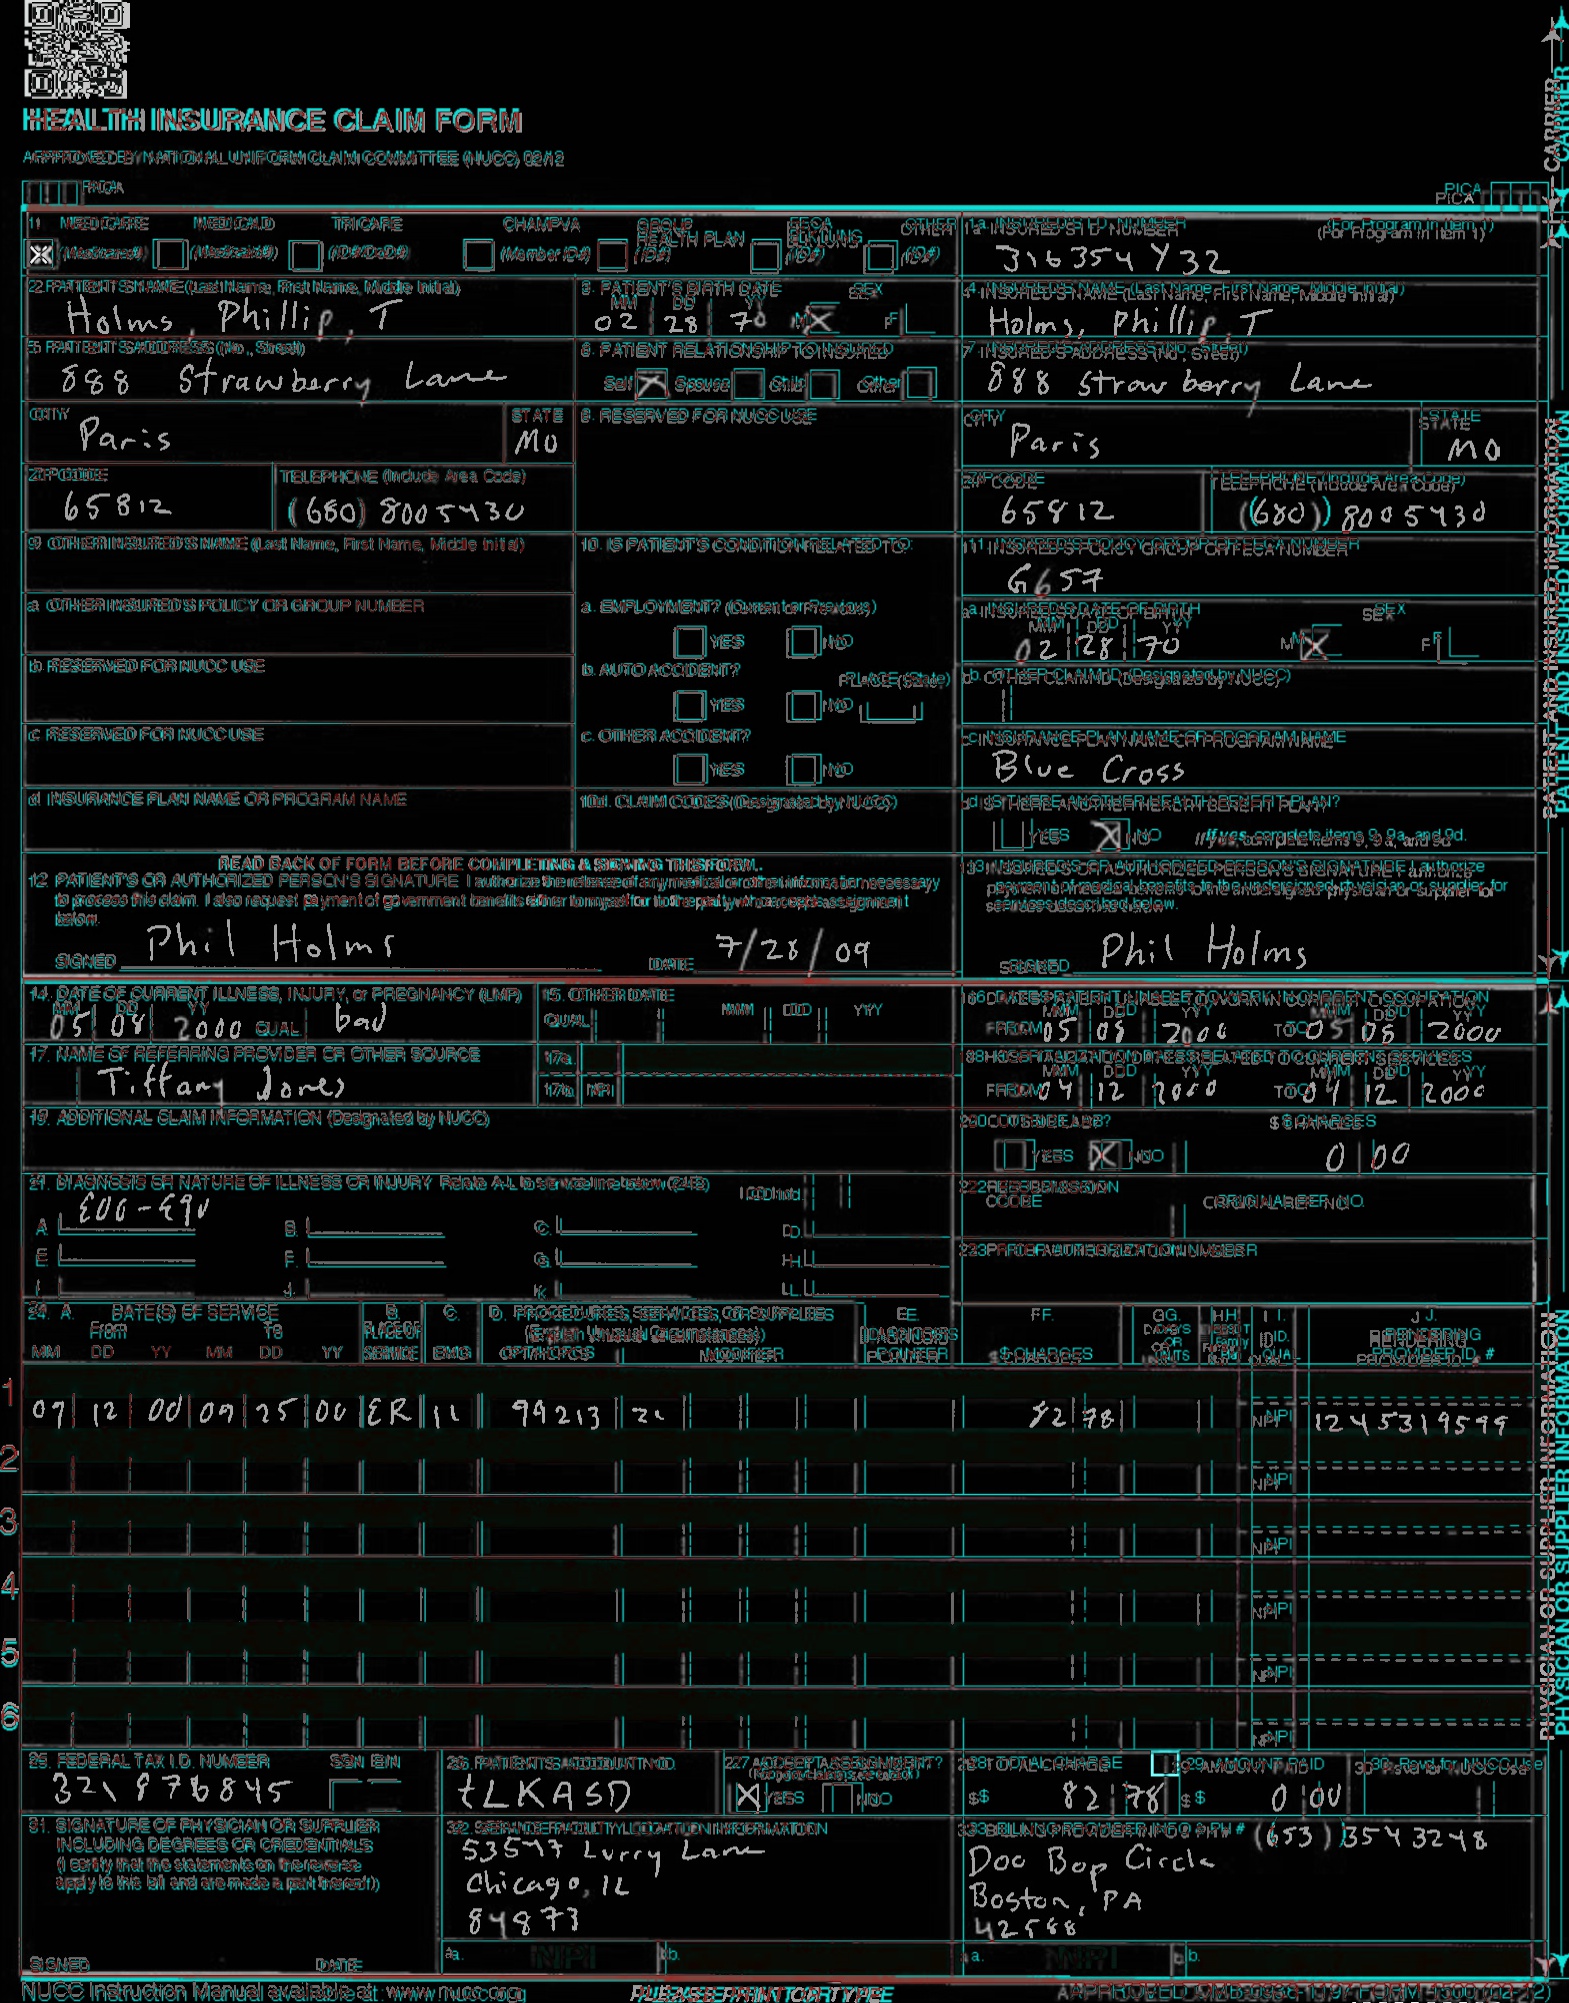 HEALTH INSURANCE CLAIM FORM
APPROVED BY NATIONAL UNIFORM CLAIM COMMITTEE (NUCC) 02/12
PICA PICA
1. MEDICARE MEDICAID TRICARE CHAMPVA GROUP HEALTH PLAN FECA BLK LUNG OTHER
(Medicare#) (Medicaid#) (ID#/DoD#) (Member ID#) (ID#) (ID#) (ID#)
1a. INSURED'S I.D. NUMBER (For Program in Item 1)
316354Y32
2. PATIENT'S NAME (Last Name, First Name, Middle Initial)
Holms, Phillip, T
3. PATIENT'S BIRTH DATE SEX
MM DD YY
02 28 70 M F
4. INSURED'S NAME (Last Name, First Name, Middle Initial)
Holms, Phillip, T
5. PATIENT'S ADDRESS (No., Street)
888 Strawberry Lane
6. PATIENT RELATIONSHIP TO INSURED
Self Spouse Child Other
7. INSURED'S ADDRESS (No., Street)
888 Strawberry Lane
CITY STATE
Paris MO
8. RESERVED FOR NUCC USE
CITY STATE
Paris MO
ZIP CODE TELEPHONE (Include Area Code)
65812 (680) 8005430
ZIP CODE TELEPHONE (Include Area Code)
65812 (680) 8005430
9. OTHER INSURED'S NAME (Last Name, First Name, Middle Initial)
10. IS PATIENT'S CONDITION RELATED TO:
11. INSURED'S POLICY GROUP OR FECA NUMBER
G657
a. OTHER INSURED'S POLICY OR GROUP NUMBER
a. EMPLOYMENT? (Current or Previous)
YES NO
a. INSURED'S DATE OF BIRTH SEX
MM DD YY
02 28 70 M F
b. RESERVED FOR NUCC USE
b. AUTO ACCIDENT? PLACE (State)
YES NO
b. OTHER CLAIM ID (Designated by NUCC)
c. RESERVED FOR NUCC USE
c. OTHER ACCIDENT?
YES NO
c. INSURANCE PLAN NAME OR PROGRAM NAME
Blue Cross
d. INSURANCE PLAN NAME OR PROGRAM NAME
10d. CLAIM CODES (Designated by NUCC)
d. IS THERE ANOTHER HEALTH BENEFIT PLAN?
YES NO If yes, complete items 9, 9a, and 9d.
READ BACK OF FORM BEFORE COMPLETING & SIGNING THIS FORM.
12. PATIENT'S OR AUTHORIZED PERSON'S SIGNATURE I authorize the release of any medical or other information necessary
to process this claim. I also request payment of government benefits either to myself or to the party who accepts assignment
below.
SIGNED Phil Holms DATE 7/28/09
13. INSURED'S OR AUTHORIZED PERSON'S SIGNATURE I authorize
payment of medical benefits to the undersigned physician or supplier for
services described below.
SIGNED Phil Holms
14. DATE OF CURRENT ILLNESS, INJURY, or PREGNANCY (LMP)
MM DD YY
05 08 2000 QUAL. bad
15. OTHER DATE
QUAL. MM DD YY
16. DATES PATIENT UNABLE TO WORK IN CURRENT OCCUPATION
MM DD YY MM DD YY
FROM 05 08 2000 TO 05 08 2000
17. NAME OF REFERRING PROVIDER OR OTHER SOURCE
Tiffany Jones
17a.
17b. NPI
18. HOSPITALIZATION DATES RELATED TO CURRENT SERVICES
MM DD YY MM DD YY
FROM 04 12 2000 TO 04 12 2000
19. ADDITIONAL CLAIM INFORMATION (Designated by NUCC)
20. OUTSIDE LAB? $ CHARGES
YES NO 0 00
21. DIAGNOSIS OR NATURE OF ILLNESS OR INJURY Relate A-L to service line below (24E) ICD Ind.
A. E00-E90 B. C. D.
E. F. G. H.
I. J. K. L.
22. RESUBMISSION CODE ORIGINAL REF. NO.
23. PRIOR AUTHORIZATION NUMBER
24. A. DATE(S) OF SERVICE B. C. D. PROCEDURES, SERVICES, OR SUPPLIES E. F. G. H. I. J.
From To PLACE OF (Explain Unusual Circumstances) DIAGNOSIS DAYS OR UNITS EPSDT Family Plan ID. RENDERING
MM DD YY MM DD YY SERVICE EMG CPT/HCPCS MODIFIER POINTER $ CHARGES QUAL. PROVIDER ID. #
1
12 00 09 25 00 ER 99213 82 78 NPI 1245319599
2 NPI
3 NPI
4 NPI
5 NPI
6 NPI
25. FEDERAL TAX I.D. NUMBER SSN EIN
321876845
26. PATIENT'S ACCOUNT NO.
tLKASD
27. ACCEPT ASSIGNMENT?
YES NO
28. TOTAL CHARGE
$ 82 78
29. AMOUNT PAID
$ 0 00
30. Rsvd for NUCC Use
31. SIGNATURE OF PHYSICIAN OR SUPPLIER
INCLUDING DEGREES OR CREDENTIALS
(I certify that the statements on the reverse
apply to this bill and are made a part thereof.)
SIGNED DATE
32. SERVICE FACILITY LOCATION INFORMATION
Lurry Lane
Chicago, IL
84873
a. NPI b.
33. BILLING PROVIDER INFO & PH # (653) 3543248
Doo Bop Circle
Boston, PA
42588
a. NPI b.
NUCC Instruction Manual available at: www.nucc.org
PLEASE PRINT OR TYPE
APPROVED OMB-0938-1197 FORM 1500 (02-12)
CARRIER
PATIENT AND INSURED INFORMATION
PHYSICIAN OR SUPPLIER INFORMATION